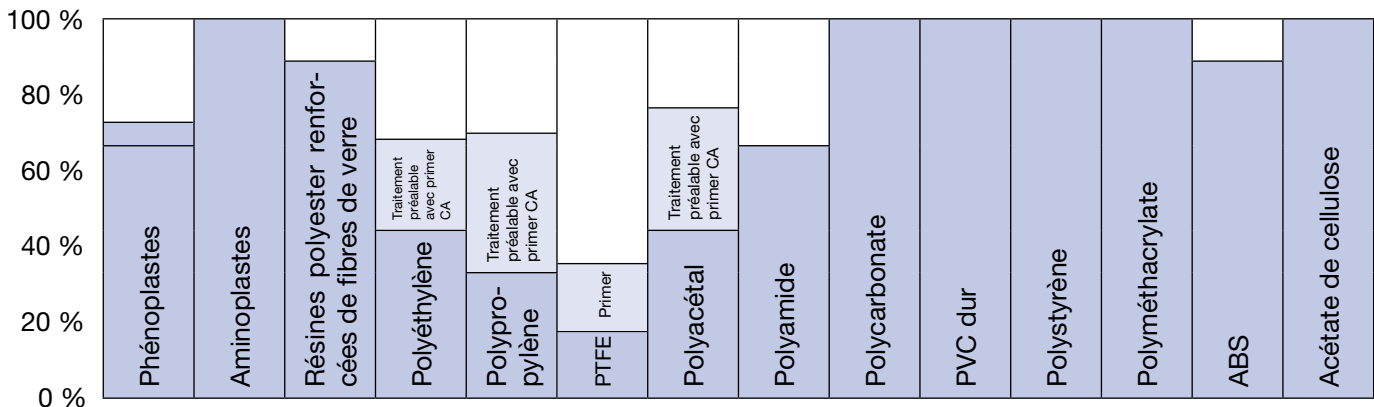 100 %
80 %
60 %
40 %
20 %
0 %
Phénoplastes
Aminoplastes
Résines polyester renfor-
cées de fibres de verre
Polyéthylène
Traitement
préalable
avec primer
CA
Polypro-
pylène
Traitement
préalable avec
primer CA
PTFE
Primer
Polyacétal
Traitement
préalable avec
primer CA
Polyamide
Polycarbonate
PVC dur
Polystyrène
Polyméthacrylate
ABS
Acétate de cellulose